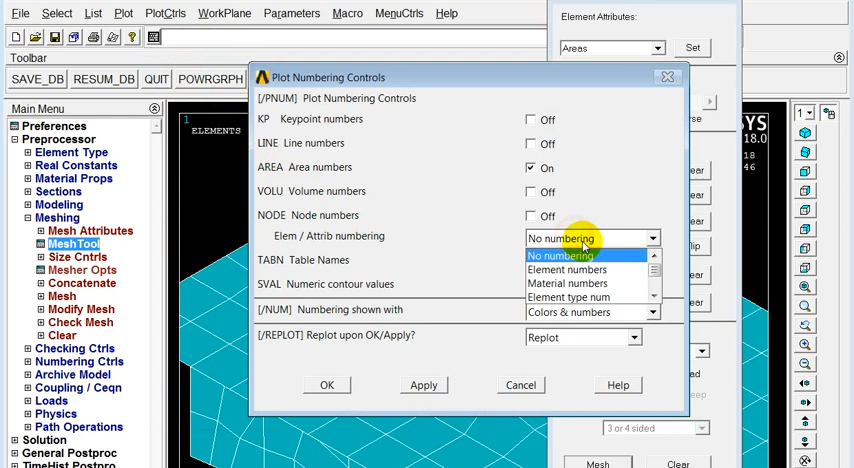 File Select List Plot PlotCtrls WorkPlane Parameters Macro MenuCtrls Help
Element Attributes:
Areas Set
Toolbar
SAVE_DB RESUM_DB QUIT POWRGRPH
Main Menu
Preferences
Preprocessor
Element Type
Real Constants
Material Props
Sections
Modeling
Meshing
Mesh Attributes
MeshTool
Size Cntrls
Mesher Opts
Concatenate
Mesh
Modify Mesh
Check Mesh
Clear
Checking Ctrls
Numbering Ctrls
Archive Model
Coupling / Ceqn
Loads
Physics
Path Operations
Solution
General Postproc
TimeHist Postpro
1
ELEMENTS
Plot Numbering Controls
[/PNUM] Plot Numbering Controls
KP Keypoint numbers Off
LINE Line numbers Off
AREA Area numbers On
VOLU Volume numbers Off
NODE Node numbers Off
Elem / Attrib numbering No numbering
No numbering
Element numbers
Material numbers
Element type num
TABN Table Names
SVAL Numeric contour values
[/NUM] Numbering shown with Colors & numbers
[/REPLOT] Replot upon OK/Apply? Replot
OK Apply Cancel Help
3 or 4 sided
Mesh Clear
YS
18.0
18
46
1